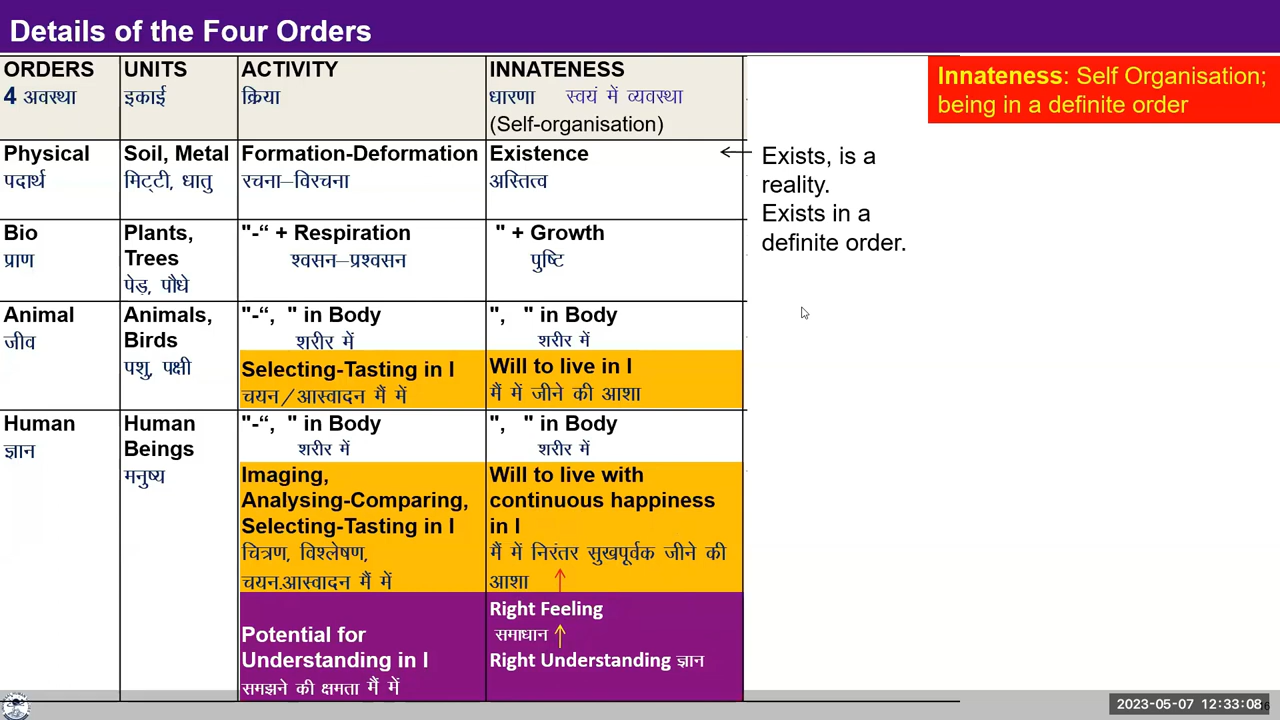 Details of the Four Orders
ORDERS
4 अवस्था
UNITS
इकाई
ACTIVITY
क्रिया
INNATENESS
धारणा स्वयं में व्यवस्था
(Self-organisation)
Innateness: Self Organisation;
being in a definite order
Physical
पदार्थ
Soil, Metal
मिट्टी, धातु
Formation-Deformation
रचना–विरचना
Existence
अस्तित्व
Exists, is a
reality.
Exists in a
definite order.
Bio
प्राण
Plants,
Trees
पेड़, पौधे
"-“ + Respiration
श्वसन–प्रश्वसन
" + Growth
पुष्टि
Animal
जीव
Animals,
Birds
पशु, पक्षी
"-“, " in Body
शरीर में
Selecting-Tasting in I
चयन/आस्वादन मैं में
", " in Body
शरीर में
Will to live in I
मैं में जीने की आशा
Human
ज्ञान
Human
Beings
मनुष्य
"-“, " in Body
शरीर में
Imaging,
Analysing-Comparing,
Selecting-Tasting in I
चित्रण, विश्लेषण,
चयन.आस्वादन मैं में
Potential for
Understanding in I
समझने की क्षमता मैं में
", " in Body
शरीर में
Will to live with
continuous happiness
in I
मैं में निरंतर सुखपूर्वक जीने की
आशा
Right Feeling
समाधान
Right Understanding ज्ञान
2023-05-07 12:33:08